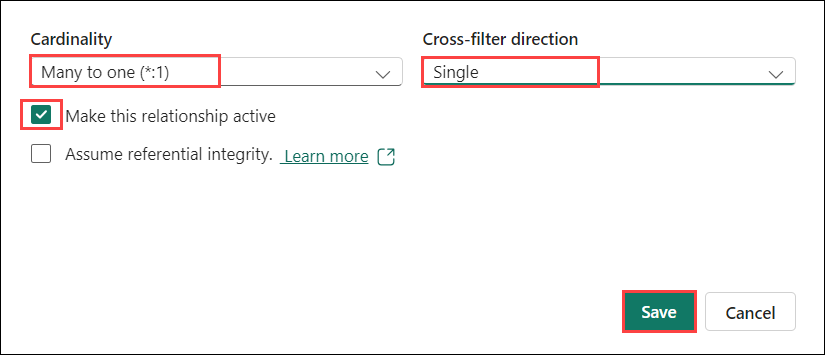 Cardinality
Cross-filter direction
Many to one (*:1)
Single
Make this relationship active
Assume referential integrity. Learn more
Save
Cancel